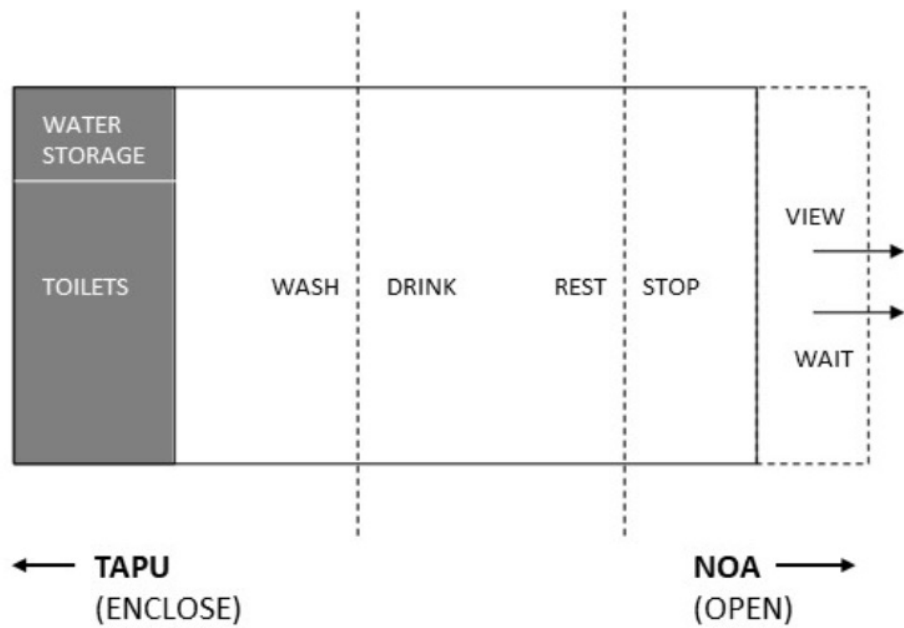 WATER
STORAGE
TOILETS
WASH
DRINK
REST
STOP
VIEW
WAIT
TAPU
(ENCLOSE)
NOA
(OPEN)